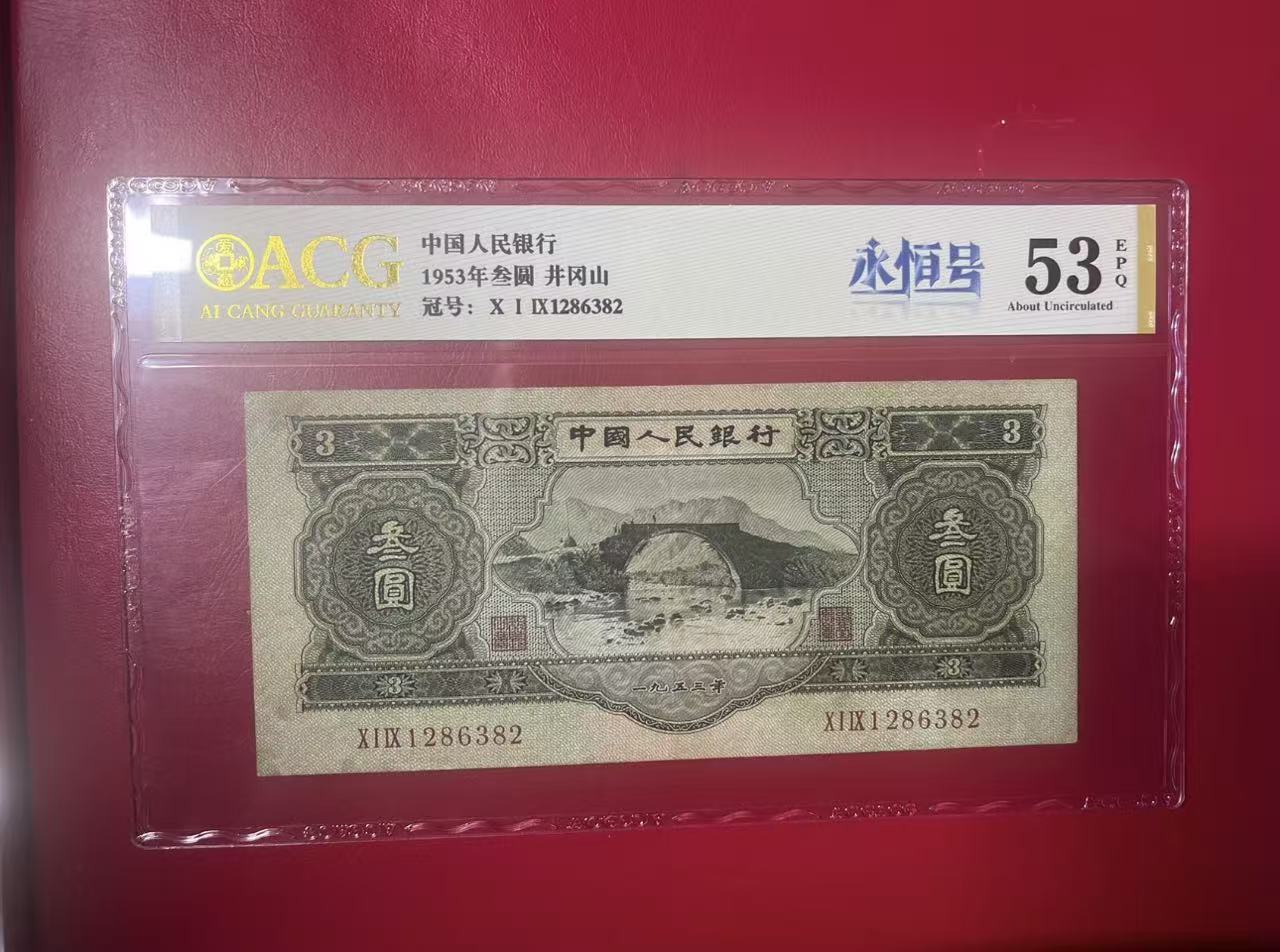 ACG
AI CANG GUARANTY
中国人民银行
1953年叁圆 井冈山
冠号：X I IX1286382
永恒号
53
EPQ
About Uncirculated
中國人民銀行
3
3
叁圓
叁圓
一九五三年
3
3
XIIX1286382
XIIX1286382